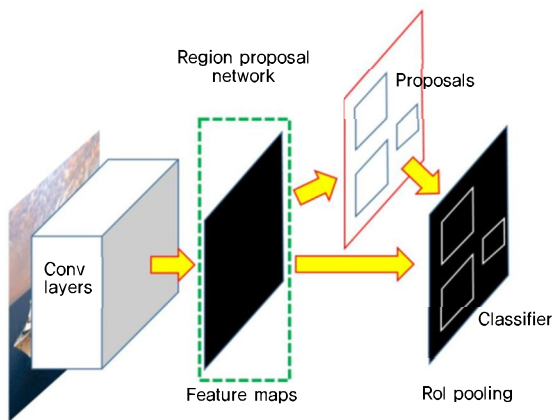 Region proposal
network
Proposals
Conv
layers
Classifier
Feature maps
RoI pooling